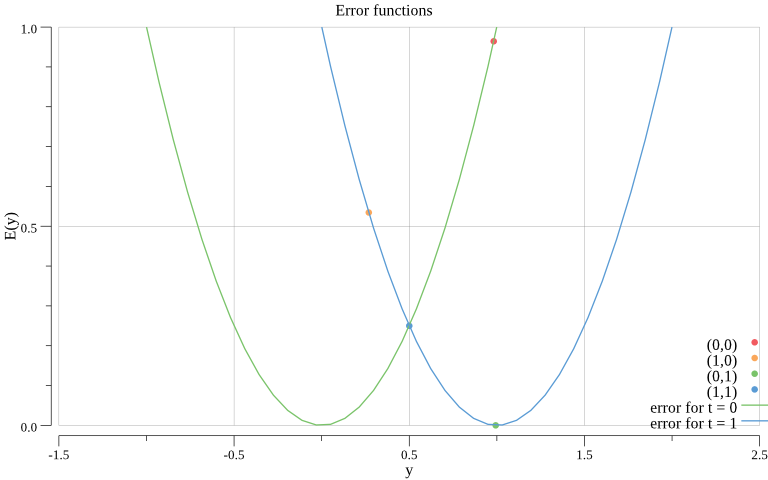 Error functions
1.0
0.5
0.0
E(y)
-1.5
-0.5
0.5
1.5
2.5
y
(0,0)
(1,0)
(0,1)
(1,1)
error for t = 0
error for t = 1